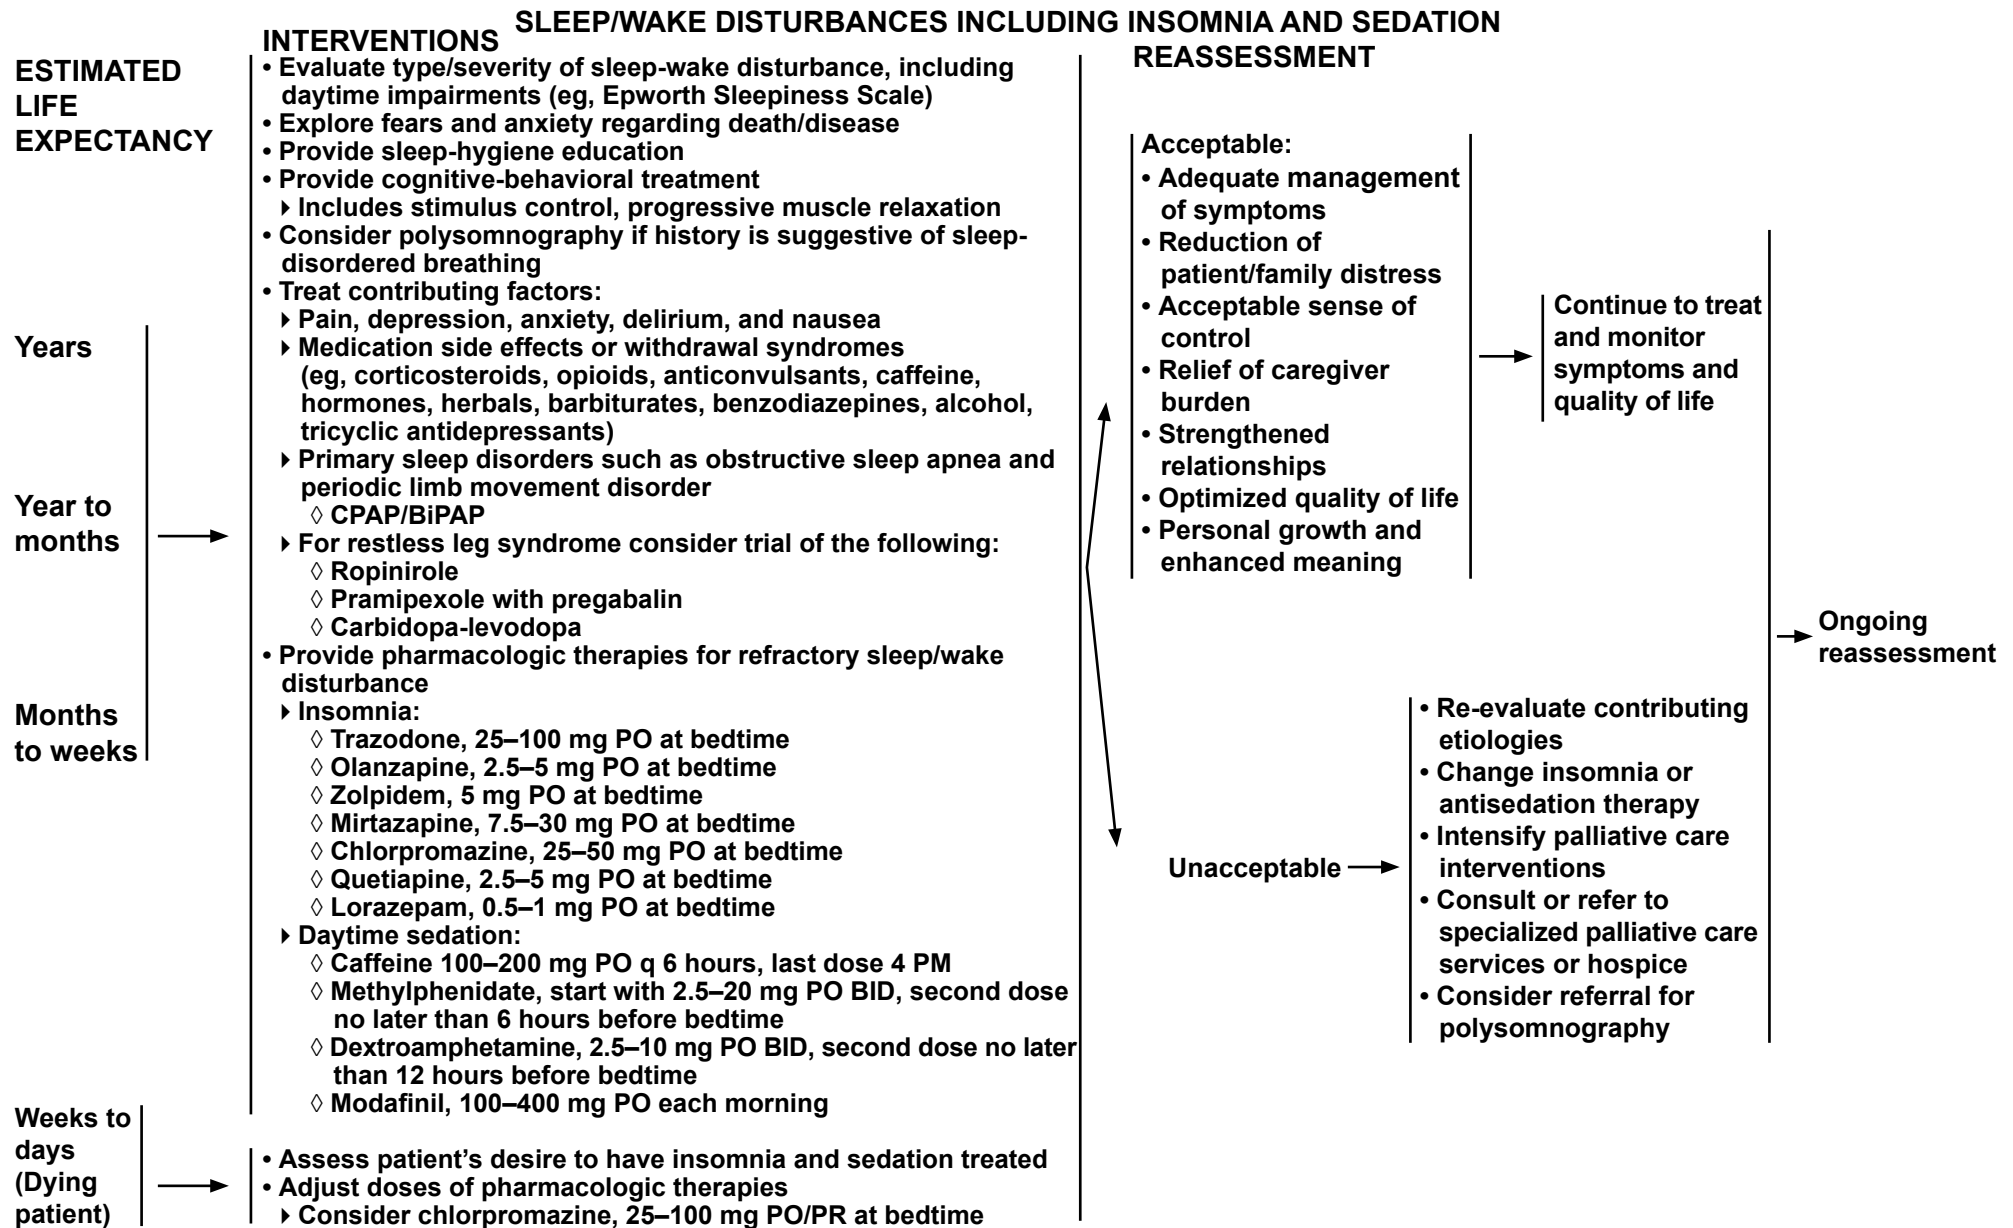 SLEEP/WAKE DISTURBANCES INCLUDING INSOMNIA AND SEDATION
ESTIMATED
LIFE
EXPECTANCY
Years
Year to
months
Months
to weeks
INTERVENTIONS
• Evaluate type/severity of sleep-wake disturbance, including
daytime impairments (eg, Epworth Sleepiness Scale)
• Explore fears and anxiety regarding death/disease
• Provide sleep-hygiene education
• Provide cognitive-behavioral treatment
▸ Includes stimulus control, progressive muscle relaxation
• Consider polysomnography if history is suggestive of sleep-
disordered breathing
• Treat contributing factors:
▸ Pain, depression, anxiety, delirium, and nausea
▸ Medication side effects or withdrawal syndromes
(eg, corticosteroids, opioids, anticonvulsants, caffeine,
hormones, herbals, barbiturates, benzodiazepines, alcohol,
tricyclic antidepressants)
▸ Primary sleep disorders such as obstructive sleep apnea and
periodic limb movement disorder
◊ CPAP/BiPAP
▸ For restless leg syndrome consider trial of the following:
◊ Ropinirole
◊ Pramipexole with pregabalin
◊ Carbidopa-levodopa
• Provide pharmacologic therapies for refractory sleep/wake
disturbance
▸ Insomnia:
◊ Trazodone, 25–100 mg PO at bedtime
◊ Olanzapine, 2.5–5 mg PO at bedtime
◊ Zolpidem, 5 mg PO at bedtime
◊ Mirtazapine, 7.5–30 mg PO at bedtime
◊ Chlorpromazine, 25–50 mg PO at bedtime
◊ Quetiapine, 2.5–5 mg PO at bedtime
◊ Lorazepam, 0.5–1 mg PO at bedtime
▸ Daytime sedation:
◊ Caffeine 100–200 mg PO q 6 hours, last dose 4 PM
◊ Methylphenidate, start with 2.5–20 mg PO BID, second dose
no later than 6 hours before bedtime
◊ Dextroamphetamine, 2.5–10 mg PO BID, second dose no later
than 12 hours before bedtime
◊ Modafinil, 100–400 mg PO each morning
Weeks to
days
(Dying
patient)
• Assess patient’s desire to have insomnia and sedation treated
• Adjust doses of pharmacologic therapies
▸ Consider chlorpromazine, 25–100 mg PO/PR at bedtime
REASSESSMENT
Acceptable:
• Adequate management
of symptoms
• Reduction of
patient/family distress
• Acceptable sense of
control
• Relief of caregiver
burden
• Strengthened
relationships
• Optimized quality of life
• Personal growth and
enhanced meaning
Continue to treat
and monitor
symptoms and
quality of life
Unacceptable
• Re-evaluate contributing
etiologies
• Change insomnia or
antisedation therapy
• Intensify palliative care
interventions
• Consult or refer to
specialized palliative care
services or hospice
• Consider referral for
polysomnography
Ongoing
reassessment